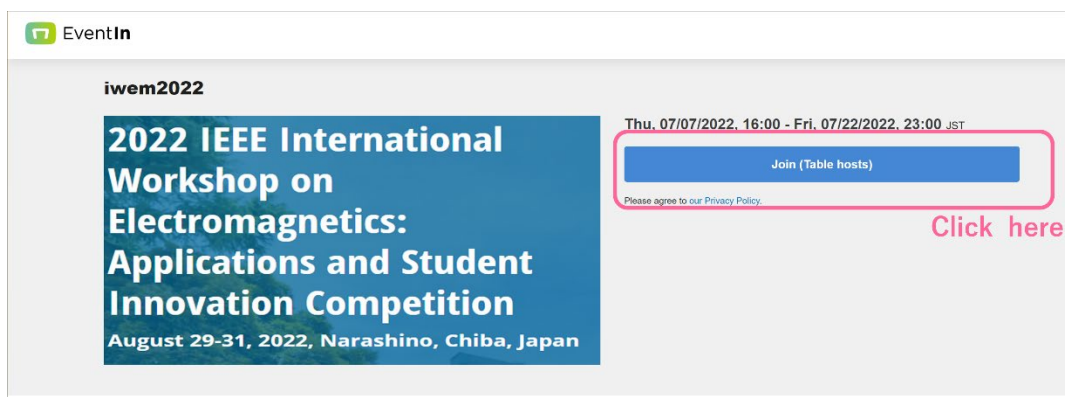 EventIn
iwem2022
2022 IEEE International
Workshop on
Electromagnetics:
Applications and Student
Innovation Competition
August 29-31, 2022, Narashino, Chiba, Japan
Thu, 07/07/2022, 16:00 - Fri, 07/22/2022, 23:00 JST
Join (Table hosts)
Please agree to our Privacy Policy.
Click here